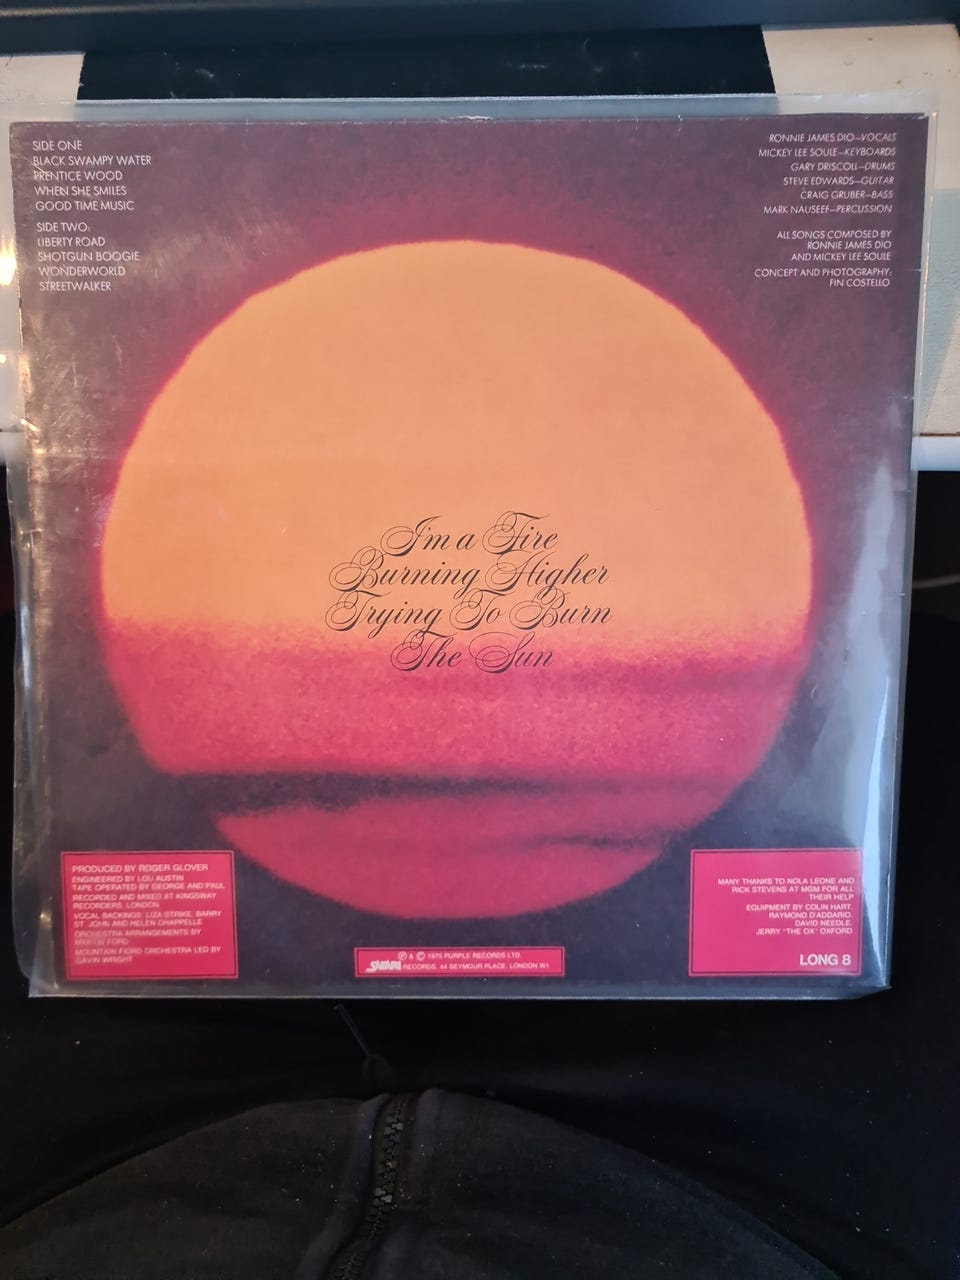 SIDE ONE
BLACK SWAMPY WATER
PRENTICE WOOD
WHEN SHE SMILES
GOOD TIME MUSIC
SIDE TWO:
LIBERTY ROAD
SHOTGUN BOOGIE
WONDERWORLD
STREETWALKER
RONNIE JAMES DIO—VOCALS
MICKEY LEE SOULE—KEYBOARDS
GARY DRISCOLL—DRUMS
STEVE EDWARDS—GUITAR
CRAIG GRUBER—BASS
MARK NAUSEEF—PERCUSSION
ALL SONGS COMPOSED BY
RONNIE JAMES DIO
AND MICKEY LEE SOULE
CONCEPT AND PHOTOGRAPHY:
FIN COSTELLO
I'm a Fire
Burning Higher
Trying To Burn
The Sun
PRODUCED BY ROGER GLOVER
ENGINEERED BY LOU AUSTIN
TAPE OPERATED BY GEORGE AND PAUL
RECORDED AND MIXED AT KINGSWAY
RECORDERS, LONDON
VOCAL BACKINGS: LIZA STRIKE, BARRY
ST. JOHN AND HELEN CHAPPELLE
ORCHESTRA ARRANGEMENTS BY
MARTIN FORD
MOUNTAIN FIORD ORCHESTRA LED BY
GAVIN WRIGHT
℗ & © 1975 PURPLE RECORDS LTD.
SAFARI RECORDS, 44 SEYMOUR PLACE, LONDON W1
MANY THANKS TO NOLA LEONE AND
RICK STEVENS AT MGM FOR ALL
THEIR HELP
EQUIPMENT BY COLIN HART,
RAYMOND D'ADDARIO,
DAVID NEEDLE,
JERRY "THE OX" OXFORD
LONG 8